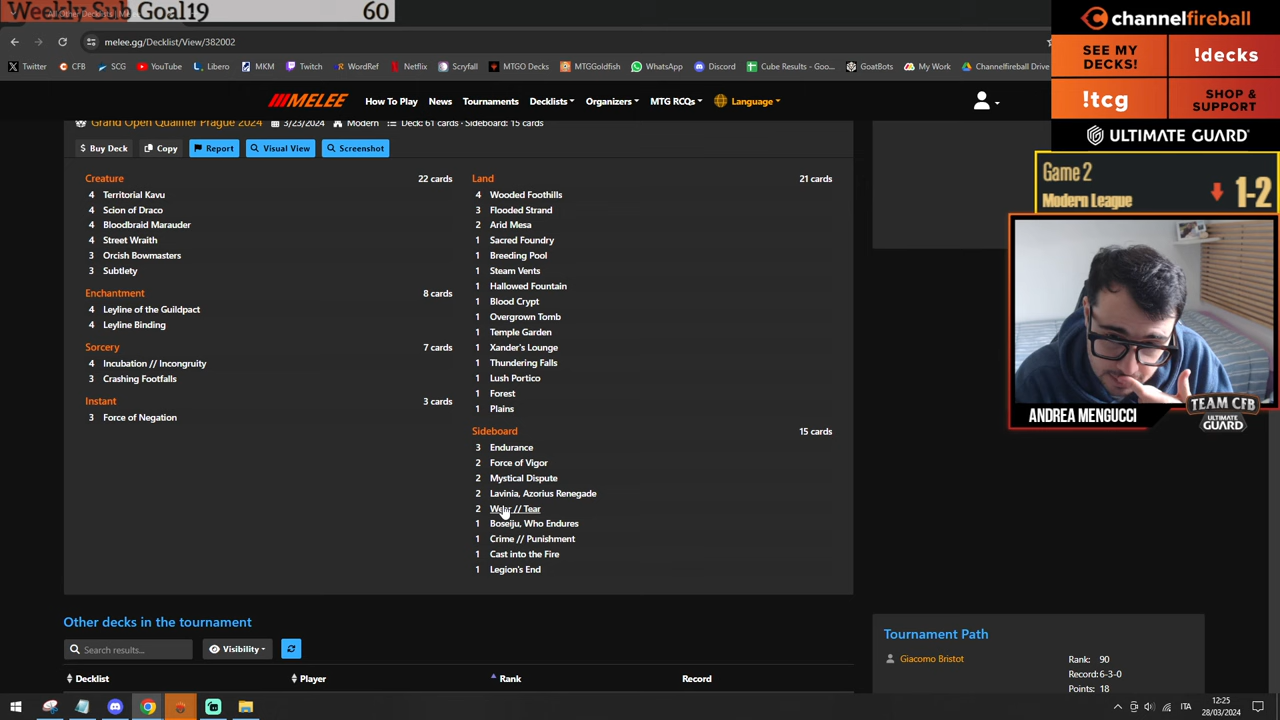 Weekly Sub Goal19 60
melee.gg/Decklist/View/382002
Twitter CFB SCG YouTube Libero MKM Twitch WordRef Netflix Scryfall MTGO Decks MTGGoldfish WhatsApp Discord Cube Results - Goo... GoatBots My Work Channelfireball Drive
MELEE How To Play News Tournaments Decklists Organizers MTG RCQs Language
Grand Open Qualifier Prague 2024 3/23/2024 Modern Deck: 61 cards · Sideboard: 15 cards
$ Buy Deck Copy Report Visual View Screenshot
Creature 22 cards
4 Territorial Kavu
4 Scion of Draco
4 Bloodbraid Marauder
4 Street Wraith
3 Orcish Bowmasters
3 Subtlety
Enchantment 8 cards
4 Leyline of the Guildpact
4 Leyline Binding
Sorcery 7 cards
4 Incubation // Incongruity
3 Crashing Footfalls
Instant 3 cards
3 Force of Negation
Land 21 cards
4 Wooded Foothills
3 Flooded Strand
2 Arid Mesa
1 Sacred Foundry
1 Breeding Pool
1 Steam Vents
1 Hallowed Fountain
1 Blood Crypt
1 Overgrown Tomb
1 Temple Garden
1 Xander's Lounge
1 Thundering Falls
1 Lush Portico
1 Forest
1 Plains
Sideboard 15 cards
3 Endurance
2 Force of Vigor
2 Mystical Dispute
2 Lavinia, Azorius Renegade
2 Wear // Tear
1 Boseiju, Who Endures
1 Crime // Punishment
1 Cast into the Fire
1 Legion's End
Other decks in the tournament
Search results... Visibility
Decklist Player Rank Record
Tournament Path
Giacomo Bristot
Rank: 90
Record: 6-3-0
Points: 18
channelfireball
SEE MY DECKS! !decks
!tcg SHOP & SUPPORT
ULTIMATE GUARD
Game 2
Modern League 1-2
ANDREA MENGUCCI
TEAM CFB
ULTIMATE GUARD
ITA
12:25
28/03/2024